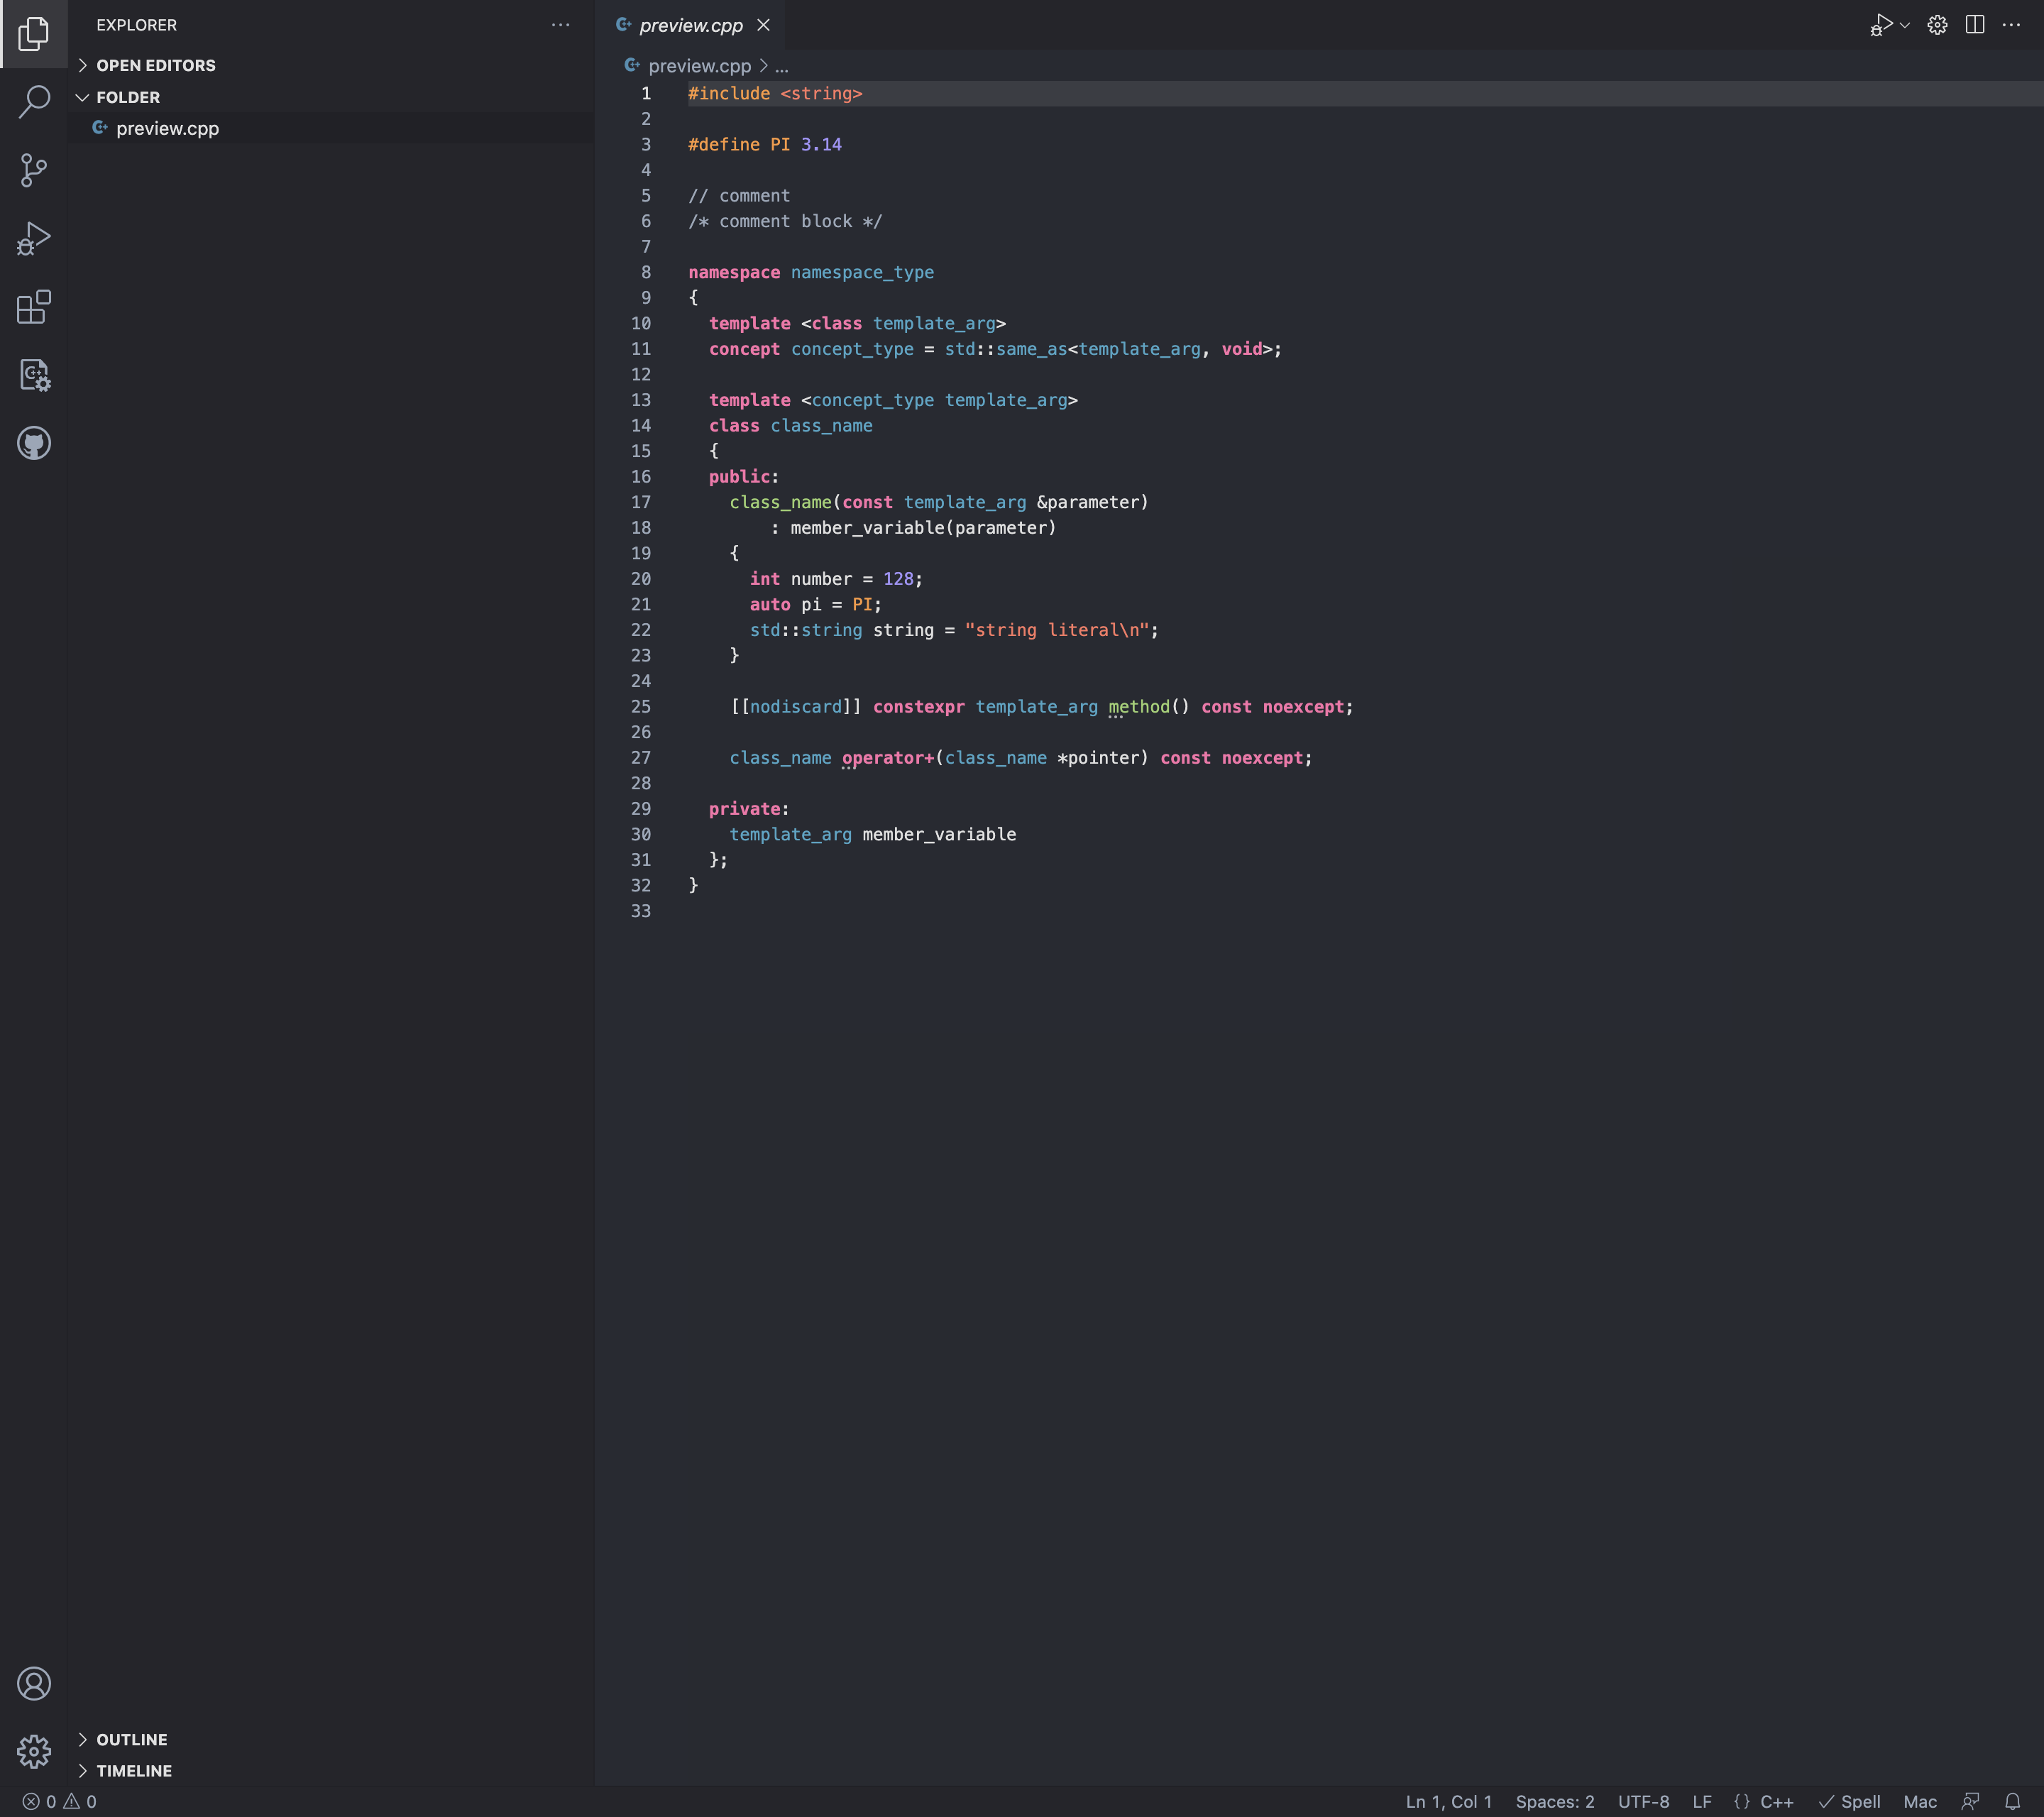 EXPLORER
OPEN EDITORS
FOLDER
preview.cpp
OUTLINE
TIMELINE
preview.cpp
preview.cpp > ...
1 #include <string>
2
3 #define PI 3.14
4
5 // comment
6 /* comment block */
7
8 namespace namespace_type
9 {
10 template <class template_arg>
11 concept concept_type = std::same_as<template_arg, void>;
12
13 template <concept_type template_arg>
14 class class_name
15 {
16 public:
17 class_name(const template_arg &parameter)
18 : member_variable(parameter)
19 {
20 int number = 128;
21 auto pi = PI;
22 std::string string = "string literal\n";
23 }
24
25 [[nodiscard]] constexpr template_arg method() const noexcept;
26
27 class_name operator+(class_name *pointer) const noexcept;
28
29 private:
30 template_arg member_variable
31 };
32 }
33
0 0 Ln 1, Col 1 Spaces: 2 UTF-8 LF {} C++ Spell Mac